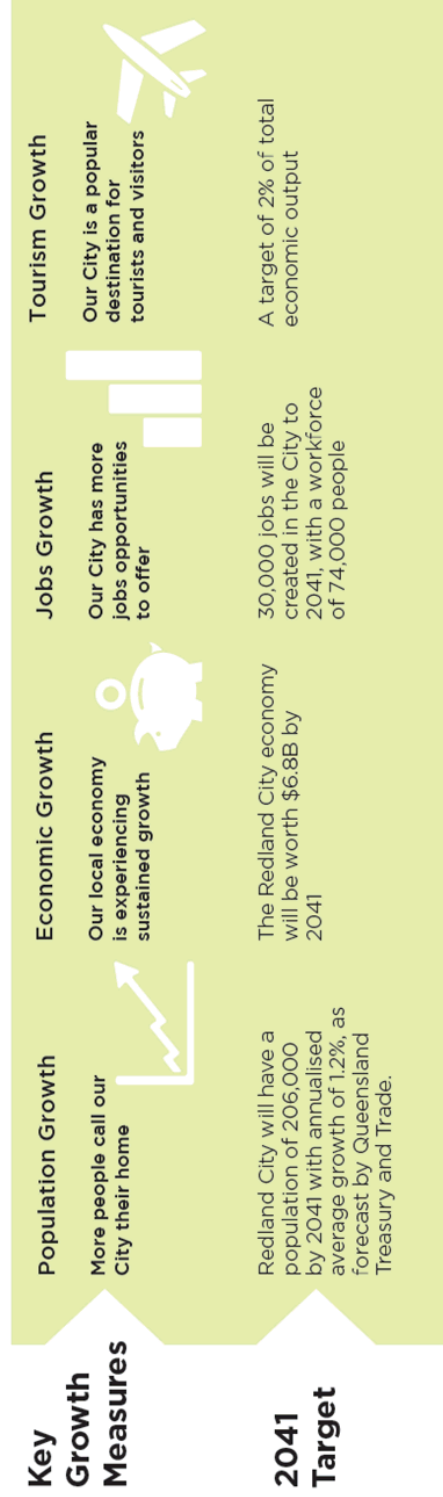 Key
Growth
Measures
Population Growth
More people call our
City their home
Economic Growth
Our local economy
is experiencing
sustained growth
Jobs Growth
Our City has more
jobs opportunities
to offer
Tourism Growth
Our City is a popular
destination for
tourists and visitors
2041
Target
Redland City will have a
population of 206,000
by 2041 with annualised
average growth of 1.2%, as
forecast by Queensland
Treasury and Trade.
The Redland City economy
will be worth $6.8B by
2041
30,000 jobs will be
created in the City to
2041, with a workforce
of 74,000 people
A target of 2% of total
economic output